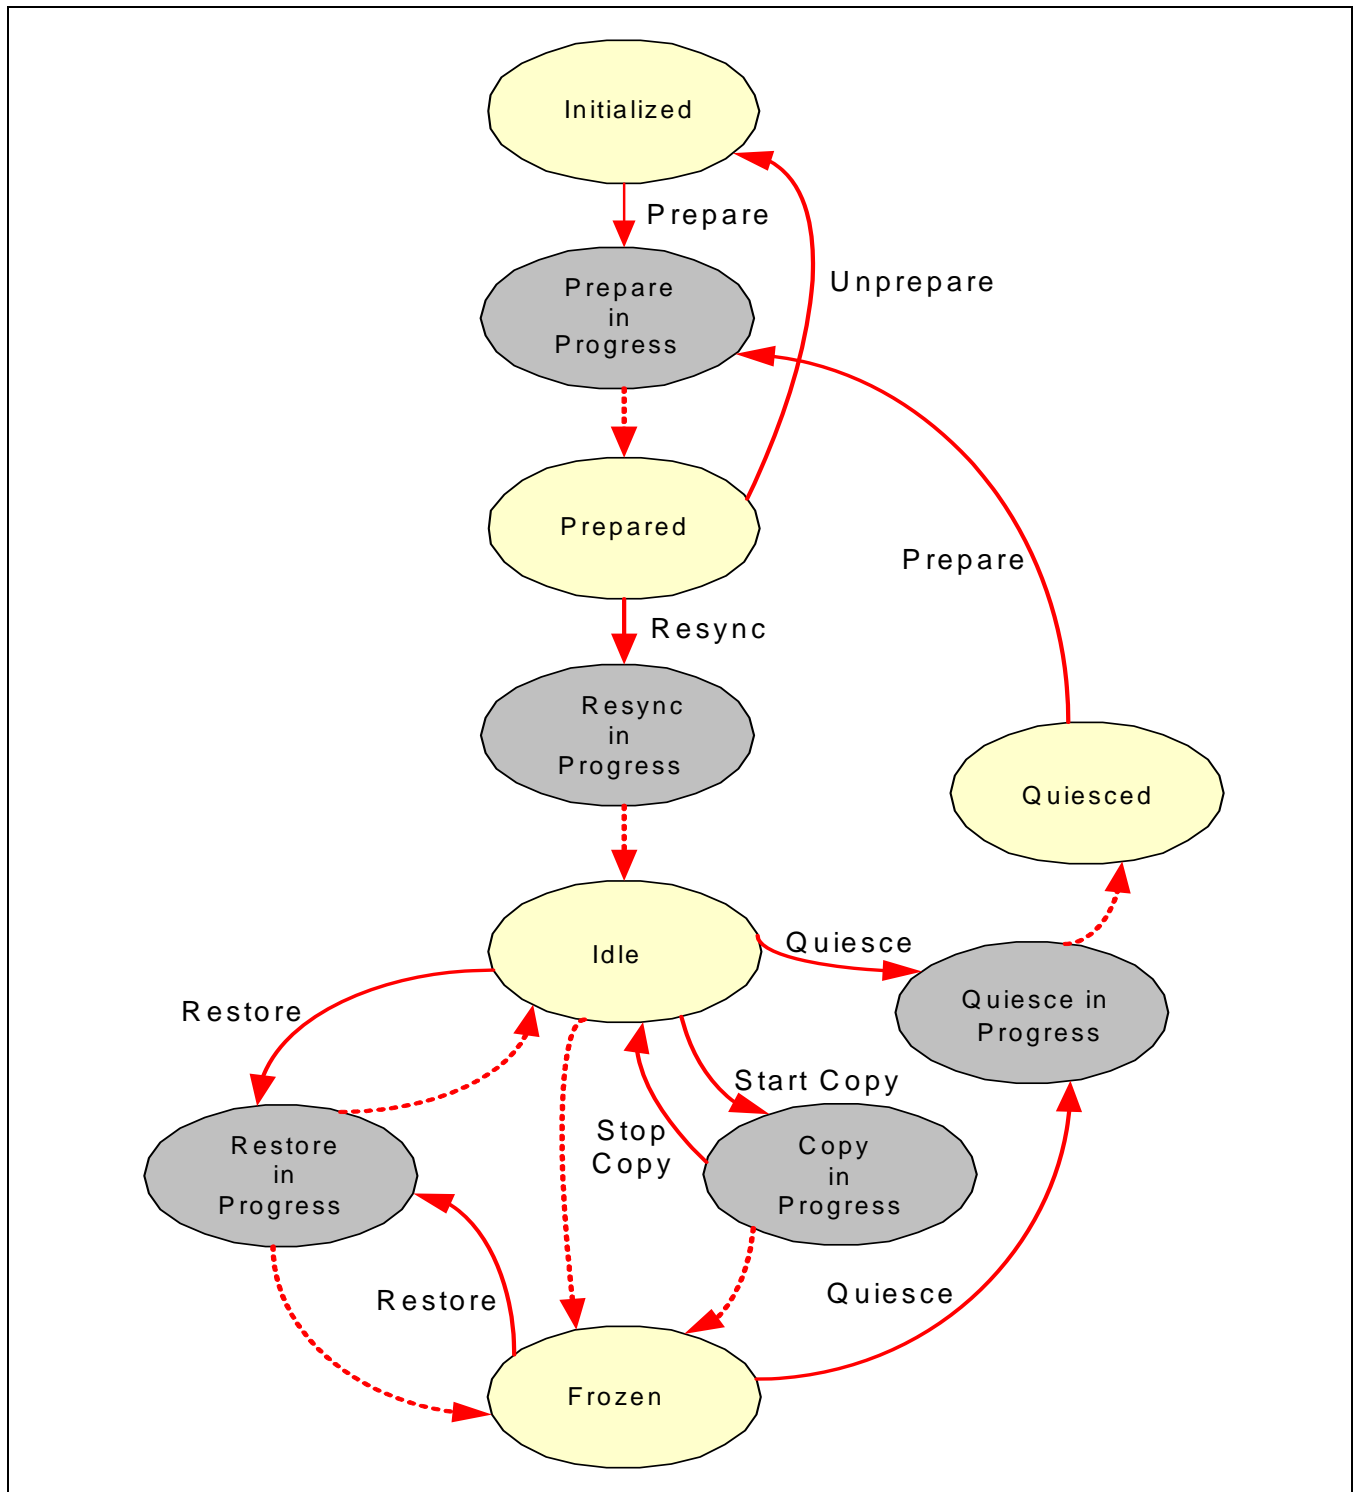 Initialized
Prepare
Prepare
in
Progress
Unprepare
Prepared
Prepare
Resync
Resync
in
Progress
Quiesced
Idle
Quiesce
Quiesce in
Progress
Restore
Start Copy
Stop
Copy
Restore
in
Progress
Copy
in
Progress
Restore
Quiesce
Frozen